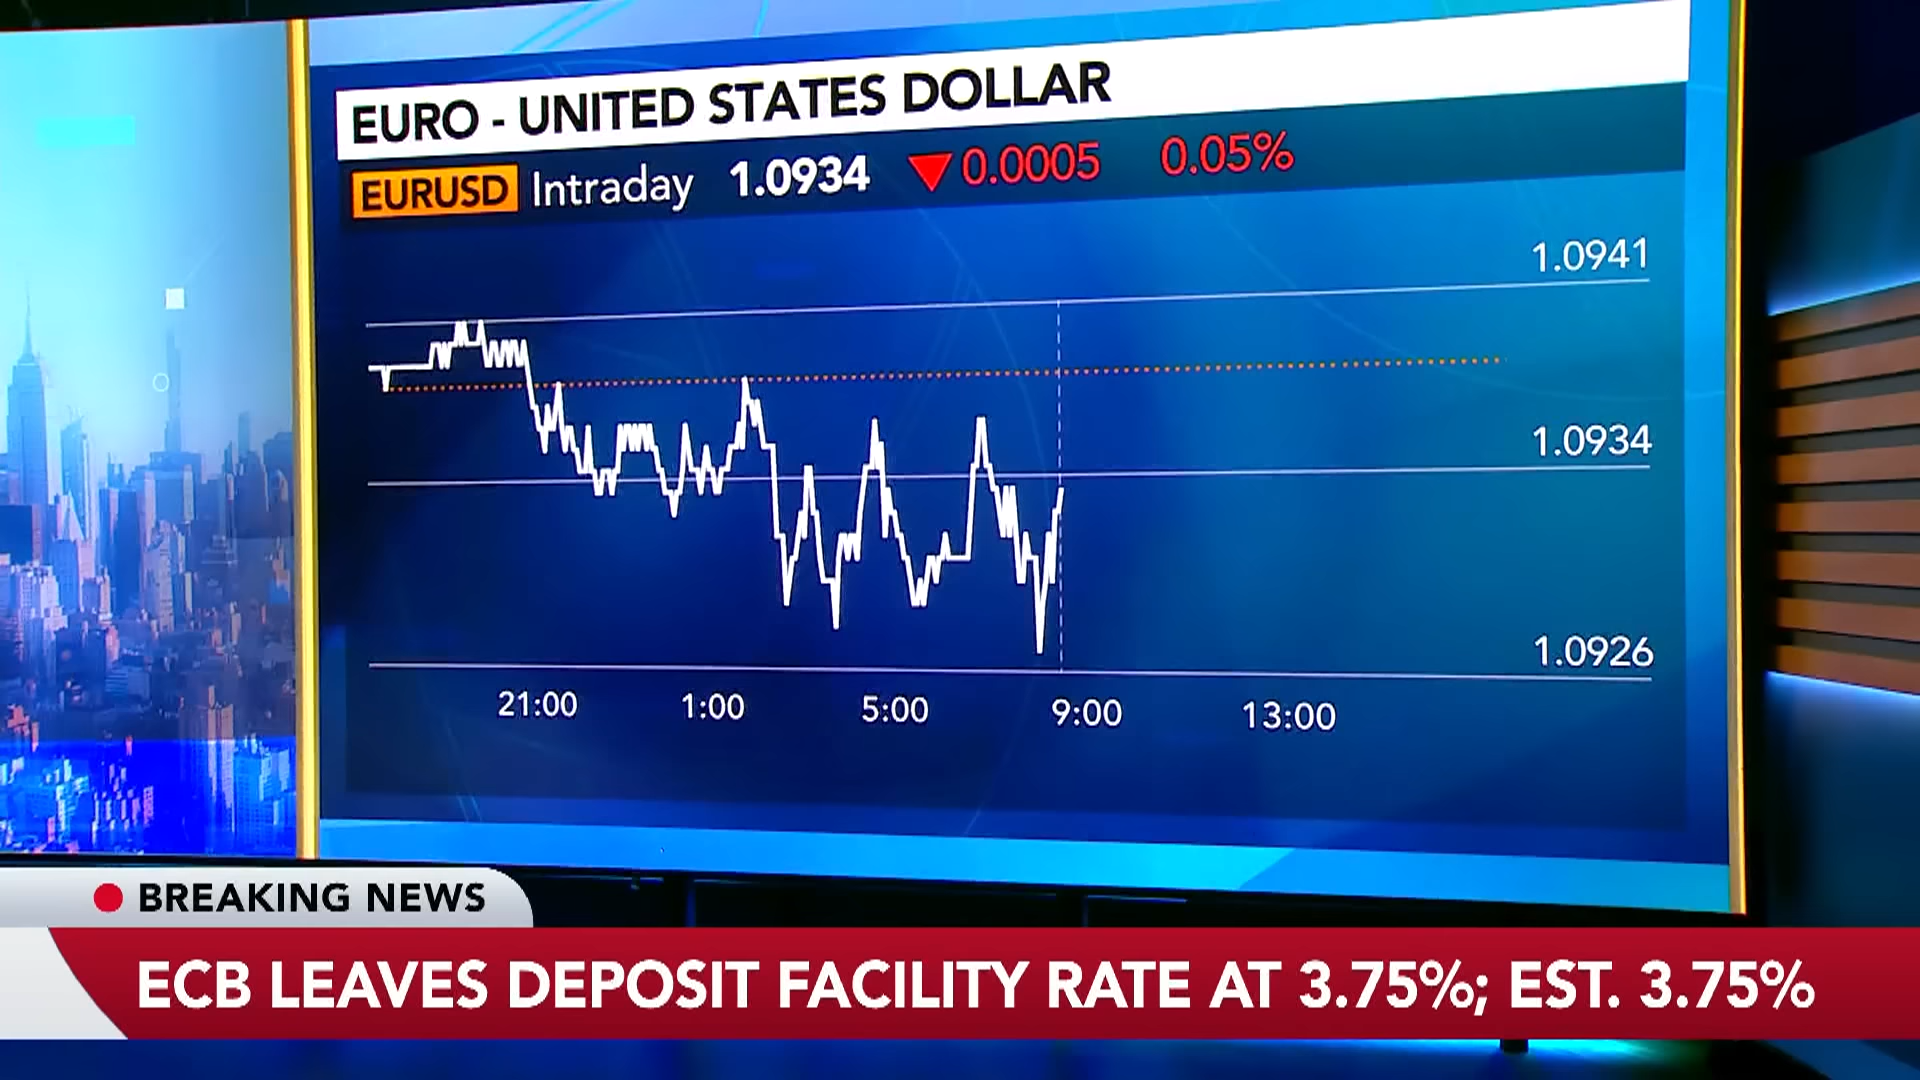 EURO - UNITED STATES DOLLAR
EURUSD Intraday 1.0934 ▼0.0005 0.05%
1.0941
1.0934
1.0926
21:00 1:00 5:00 9:00 13:00
BREAKING NEWS
ECB LEAVES DEPOSIT FACILITY RATE AT 3.75%; EST. 3.75%